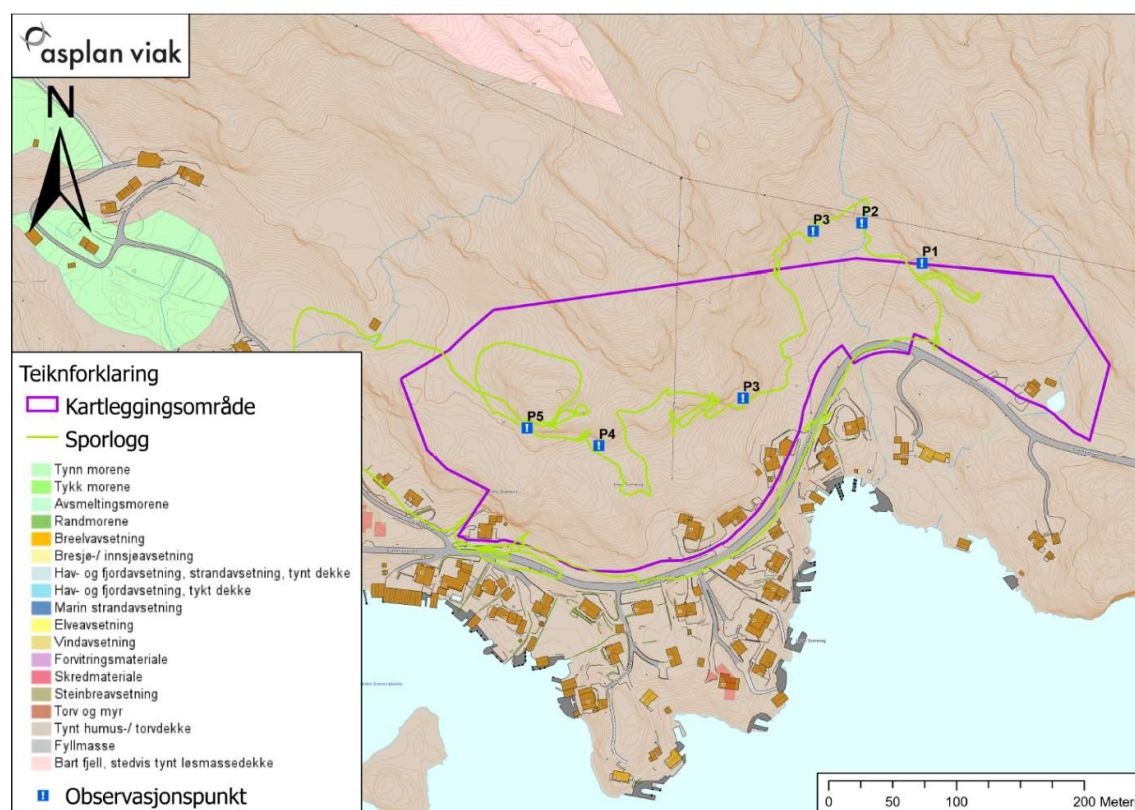 asplan viak
N
P3
P2
P1
P3
P5
P4
Teiknforklaring
Kartleggingsområde
Sporlogg
Tynn morene
Tykk morene
Avsmeltingsmorene
Randmorene
Breelvavsetning
Bresjø-/ innsjøavsetning
Hav- og fjordavsetning, strandavsetning, tynt dekke
Hav- og fjordavsetning, tykt dekke
Marin strandavsetning
Elveavsetning
Vindavsetning
Forvitringsmateriale
Skredmateriale
Steinbreavsetning
Torv og myr
Tynt humus-/ torvdekke
Fyllmasse
Bart fjell, stedvis tynt løsmassedekke
Observasjonspunkt
0 50 100 200 Meter